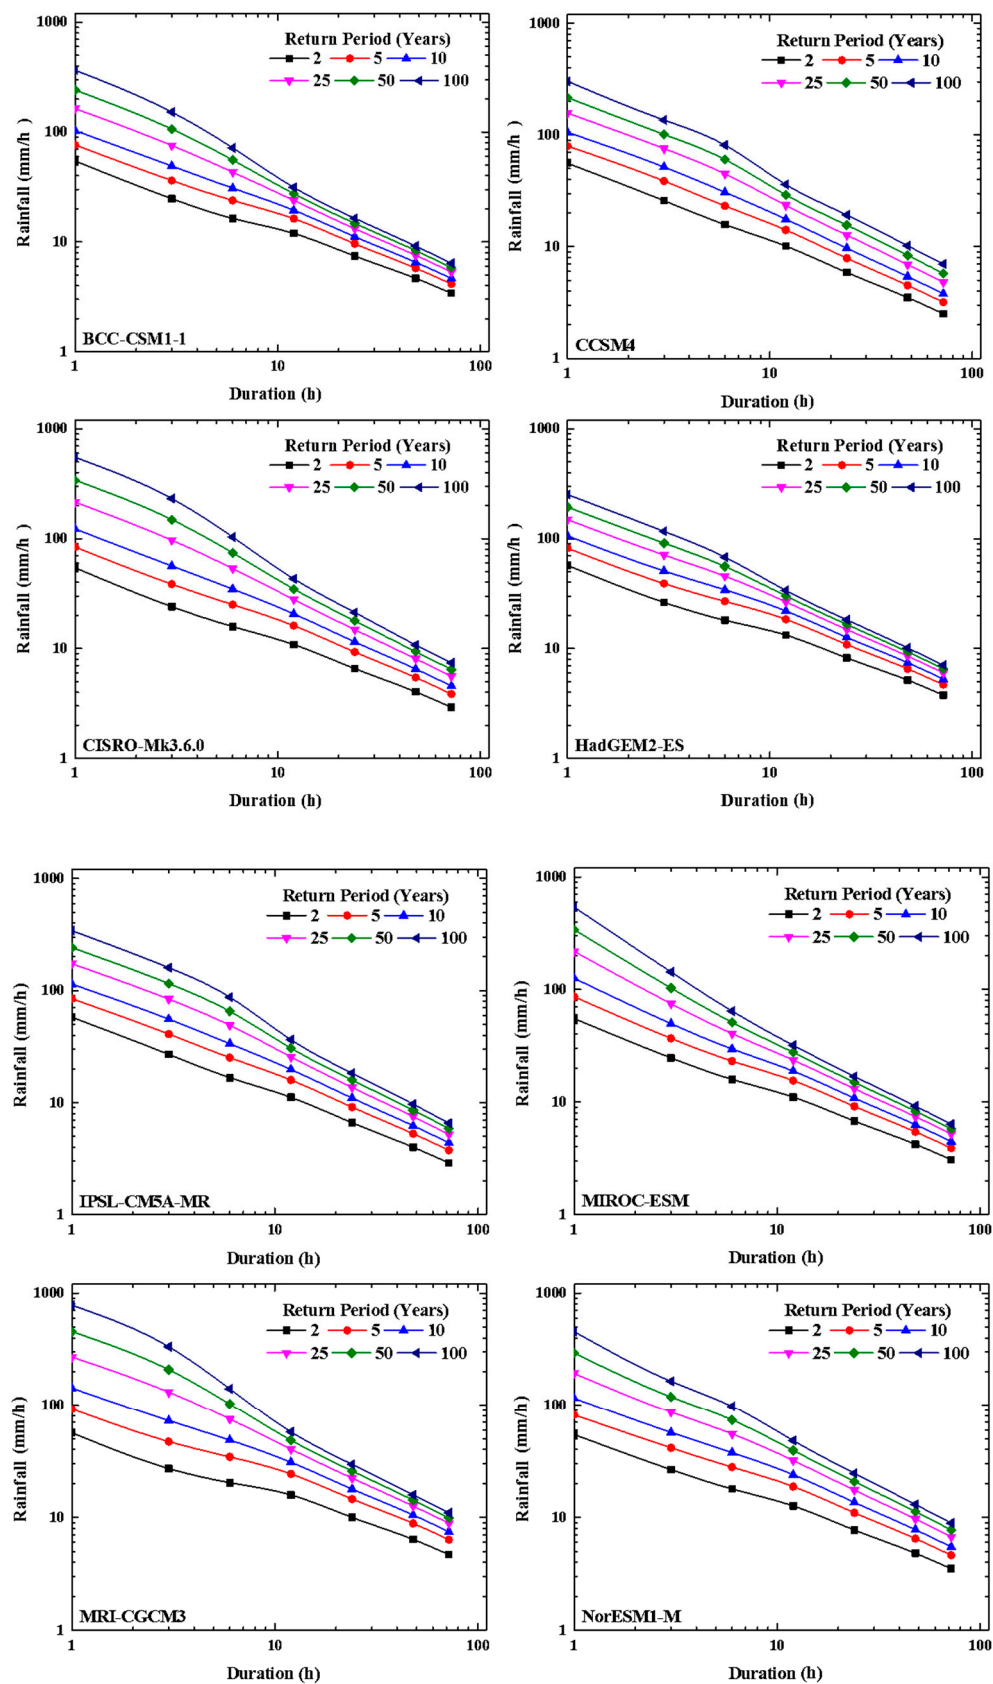 Return Period (Years)
2 5 10
25 50 100
1000
100
10
1
Rainfall (mm/h )
BCC-CSM1-1
1 10 100
Duration (h)
Return Period (Years)
2 5 10
25 50 100
1000
100
10
1
Rainfall (mm/h )
CCSM4
1 10 100
Duration (h)
Return Period (Years)
2 5 10
25 50 100
1000
100
10
1
Rainfall (mm/h )
CISRO-Mk3.6.0
1 10 100
Duration (h)
Return Period (Years)
2 5 10
25 50 100
1000
100
10
1
Rainfall (mm/h )
HadGEM2-ES
1 10 100
Duration (h)
Return Period (Years)
2 5 10
25 50 100
1000
100
10
1
Rainfall (mm/h)
IPSL-CM5A-MR
1 10 100
Duration (h)
Return Period (Years)
2 5 10
25 50 100
1000
100
10
1
Rainfall (mm/h)
MIROC-ESM
1 10 100
Duration (h)
Return Period (Years)
2 5 10
25 50 100
1000
100
10
1
Rainfall (mm/h)
MRI-CGCM3
1 10 100
Duration (h)
Return Period (Years)
2 5 10
25 50 100
1000
100
10
1
Rainfall (mm/h)
NorESM1-M
1 10 100
Duration (h)